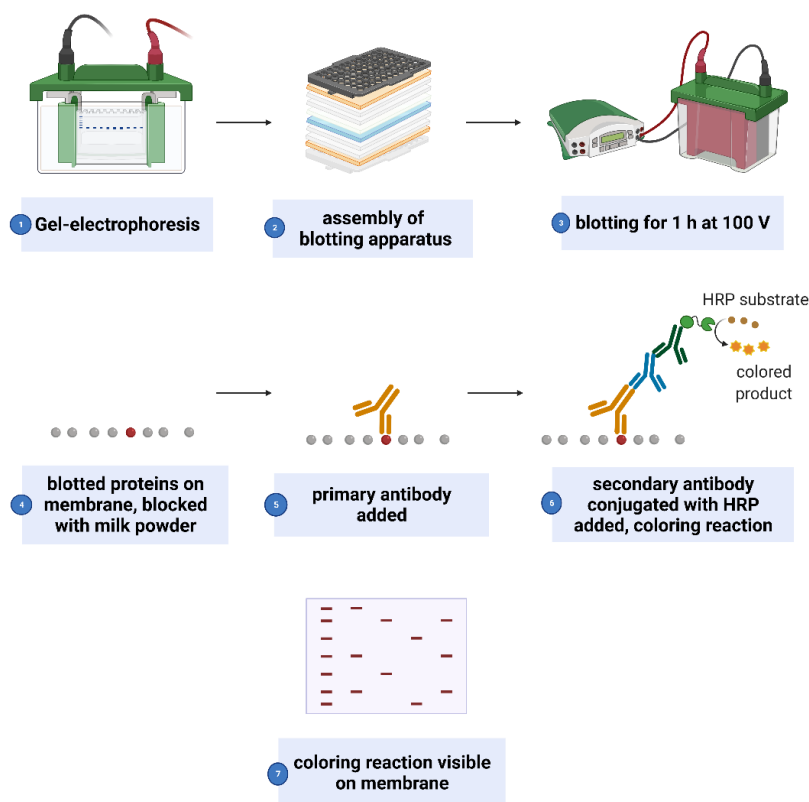 1 Gel-electrophoresis
2 assembly of
blotting apparatus
3 blotting for 1 h at 100 V
HRP substrate
colored
product
4 blotted proteins on
membrane, blocked
with milk powder
5 primary antibody
added
6 secondary antibody
conjugated with HRP
added, coloring reaction
7 coloring reaction visible
on membrane